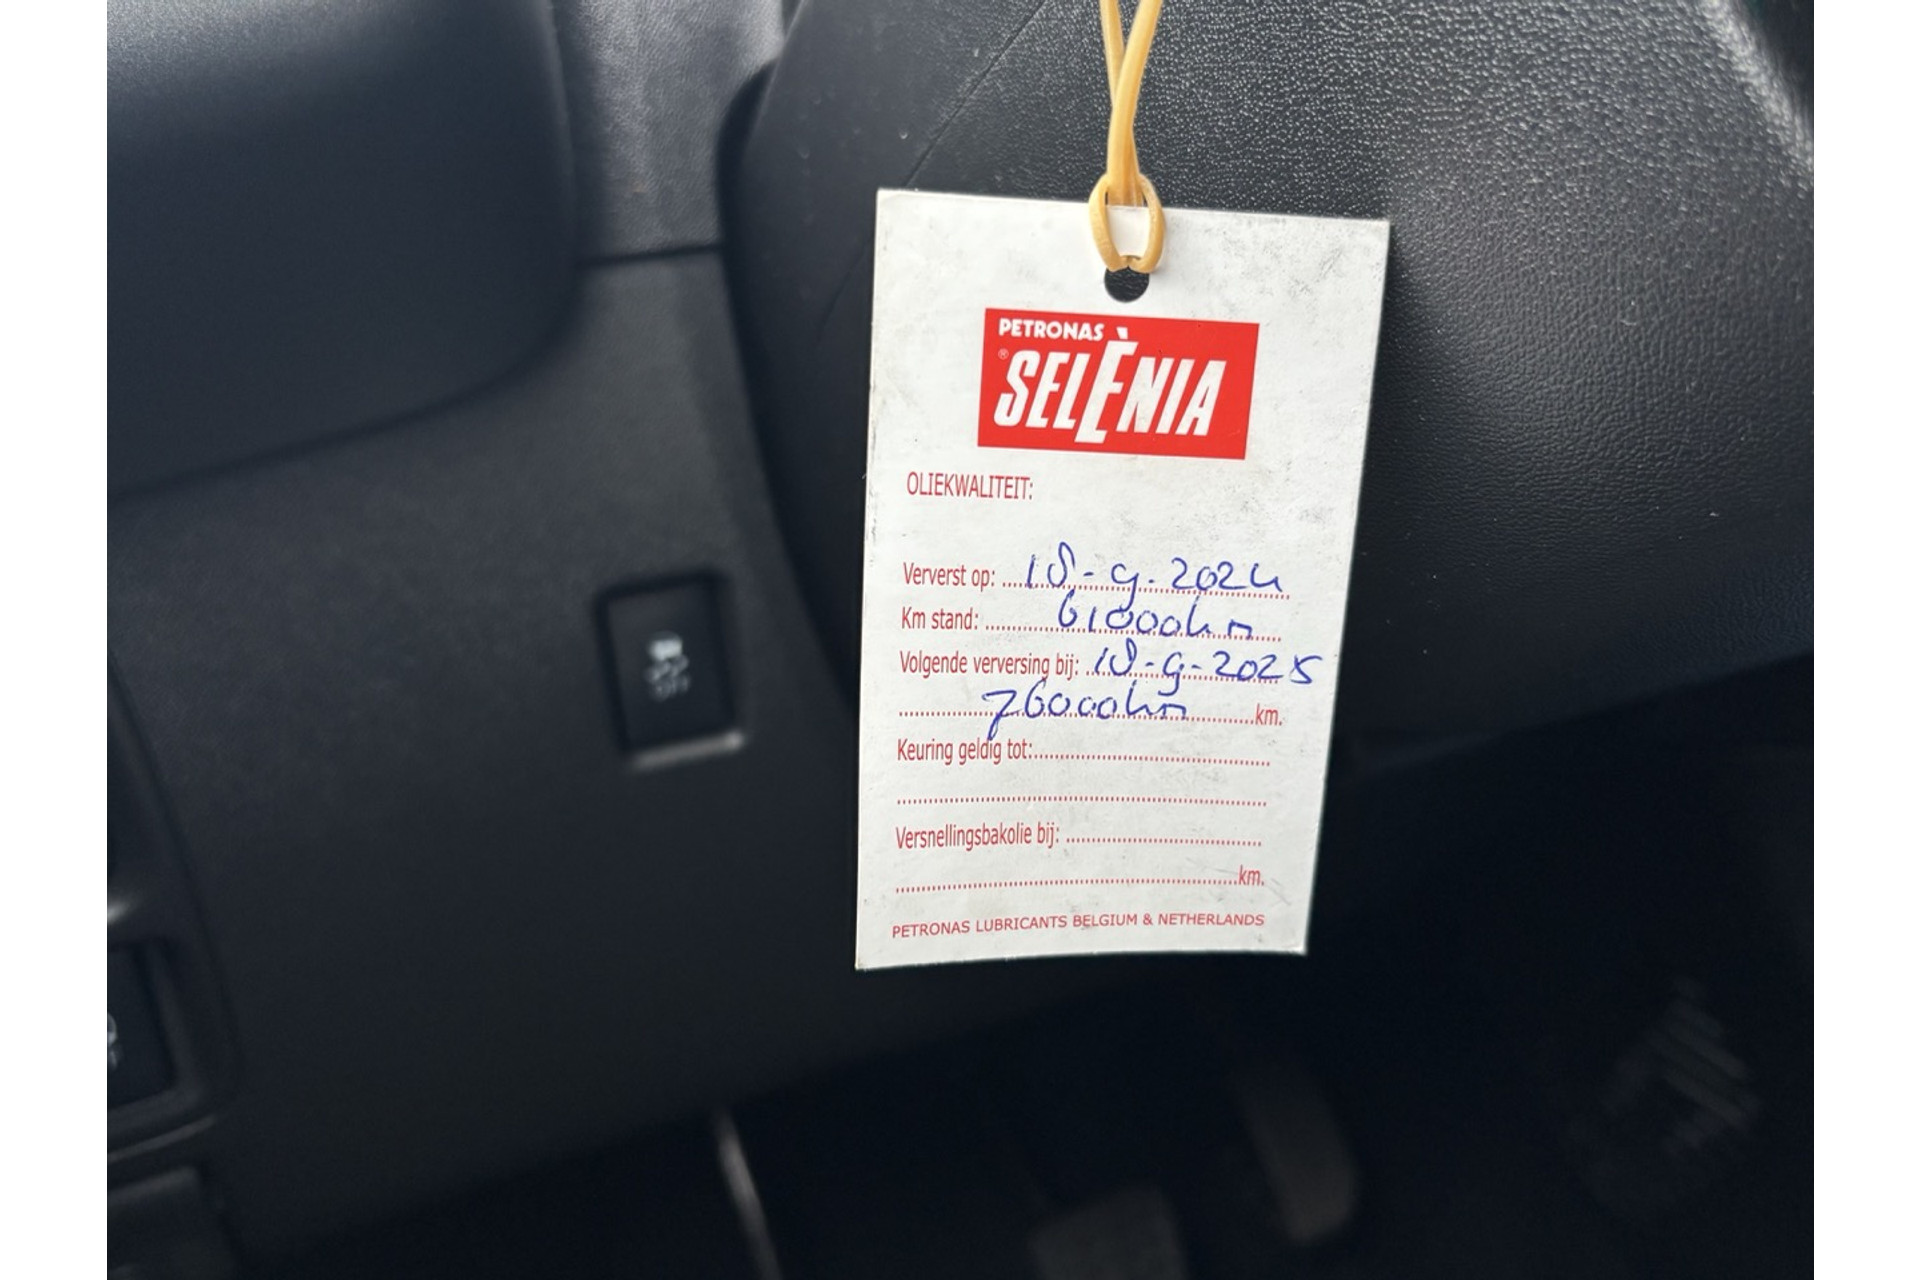 PETRONAS
® SELÈNIA
OLIEKWALITEIT:
Ververst op: 18-9-2024
Km stand: 61000km
Volgende verversing bij: 18-9-2025
76000km km.
Keuring geldig tot:
Versnellingsbakolie bij:
km.
PETRONAS LUBRICANTS BELGIUM & NETHERLANDS
OFF